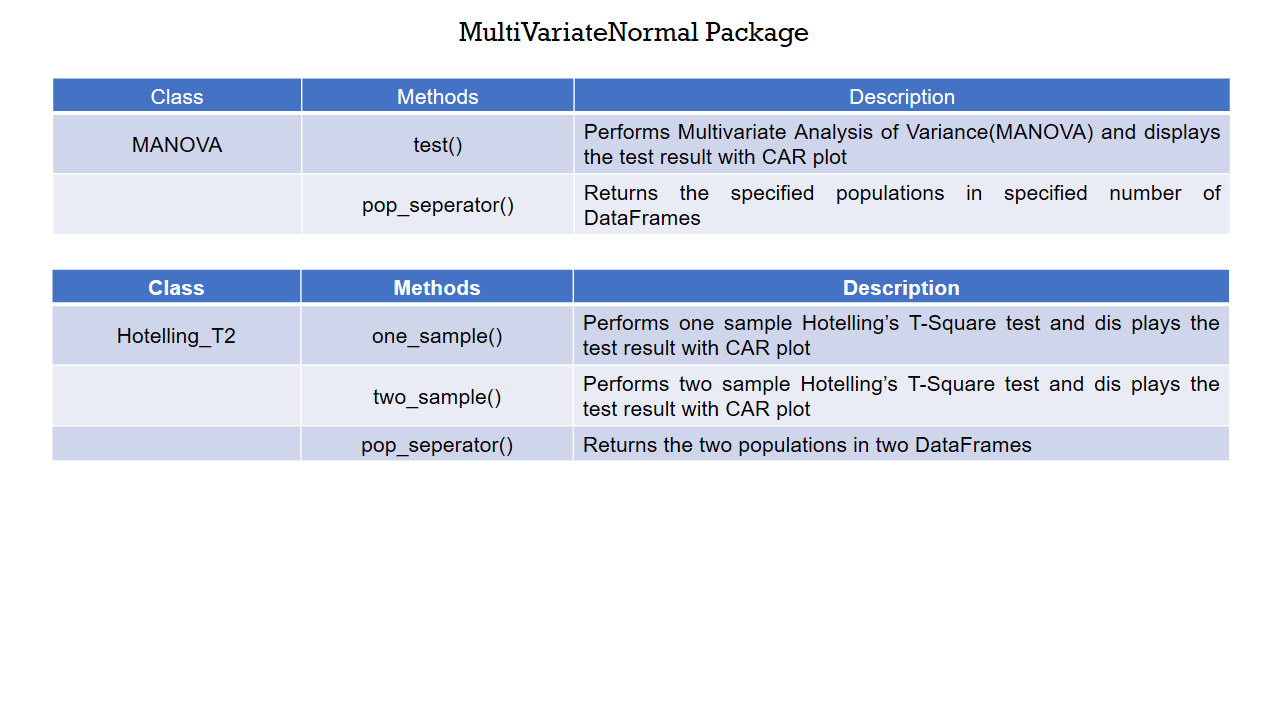 MultiVariateNormal Package
Class Methods Description
MANOVA test() Performs Multivariate Analysis of Variance(MANOVA) and displays
the test result with CAR plot
pop_seperator() Returns the specified populations in specified number of
DataFrames
Class Methods Description
Hotelling_T2 one_sample() Performs one sample Hotelling’s T-Square test and dis plays the
test result with CAR plot
two_sample() Performs two sample Hotelling’s T-Square test and dis plays the
test result with CAR plot
pop_seperator() Returns the two populations in two DataFrames